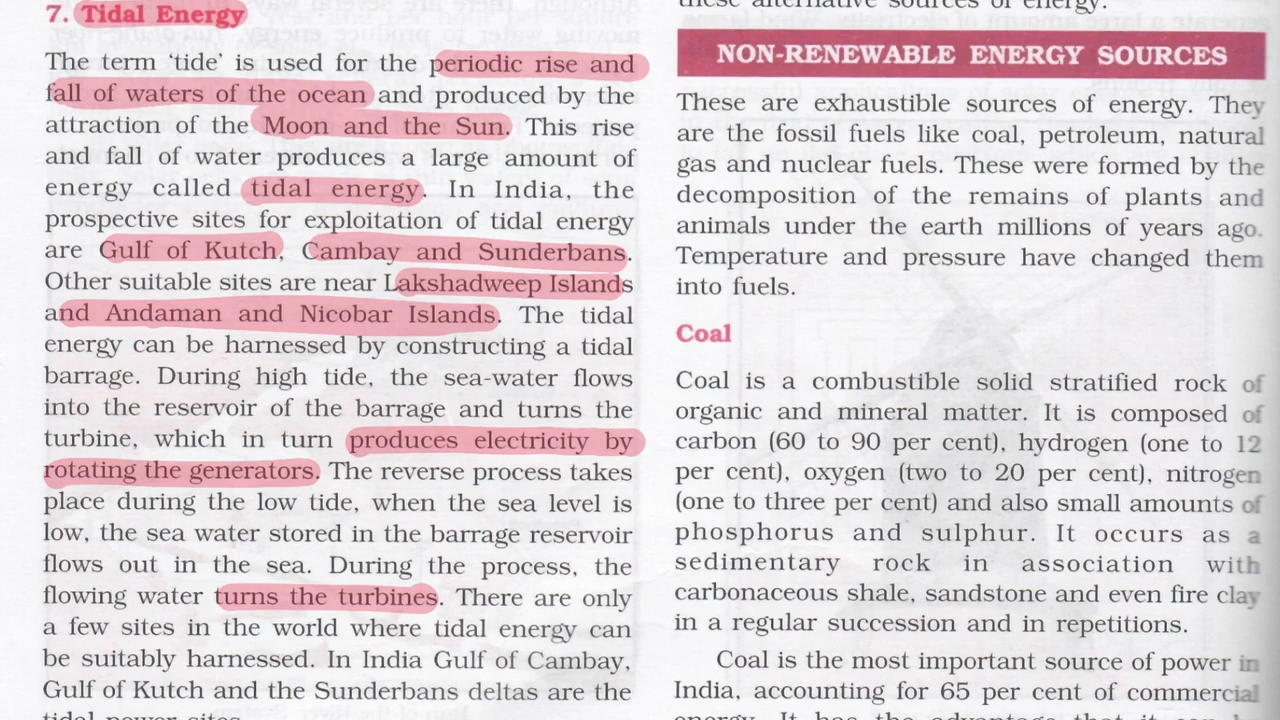 7. Tidal Energy
The term ‘tide’ is used for the periodic rise and
fall of waters of the ocean and produced by the
attraction of the Moon and the Sun. This rise
and fall of water produces a large amount of
energy called tidal energy. In India, the
prospective sites for exploitation of tidal energy
are Gulf of Kutch, Cambay and Sunderbans.
Other suitable sites are near Lakshadweep Islands
and Andaman and Nicobar Islands. The tidal
energy can be harnessed by constructing a tidal
barrage. During high tide, the sea-water flows
into the reservoir of the barrage and turns the
turbine, which in turn produces electricity by
rotating the generators. The reverse process takes
place during the low tide, when the sea level is
low, the sea water stored in the barrage reservoir
flows out in the sea. During the process, the
flowing water turns the turbines. There are only
a few sites in the world where tidal energy can
be suitably harnessed. In India Gulf of Cambay,
Gulf of Kutch and the Sunderbans deltas are the
tidal power sites.
these alternative sources of energy.
NON-RENEWABLE ENERGY SOURCES
These are exhaustible sources of energy. They
are the fossil fuels like coal, petroleum, natural
gas and nuclear fuels. These were formed by the
decomposition of the remains of plants and
animals under the earth millions of years ago.
Temperature and pressure have changed them
into fuels.
Coal
Coal is a combustible solid stratified rock of
organic and mineral matter. It is composed of
carbon (60 to 90 per cent), hydrogen (one to 12
per cent), oxygen (two to 20 per cent), nitrogen
(one to three per cent) and also small amounts of
phosphorus and sulphur. It occurs as a
sedimentary rock in association with
carbonaceous shale, sandstone and even fire clay
in a regular succession and in repetitions.
Coal is the most important source of power in
India, accounting for 65 per cent of commercial
energy. It has the advantage that it can